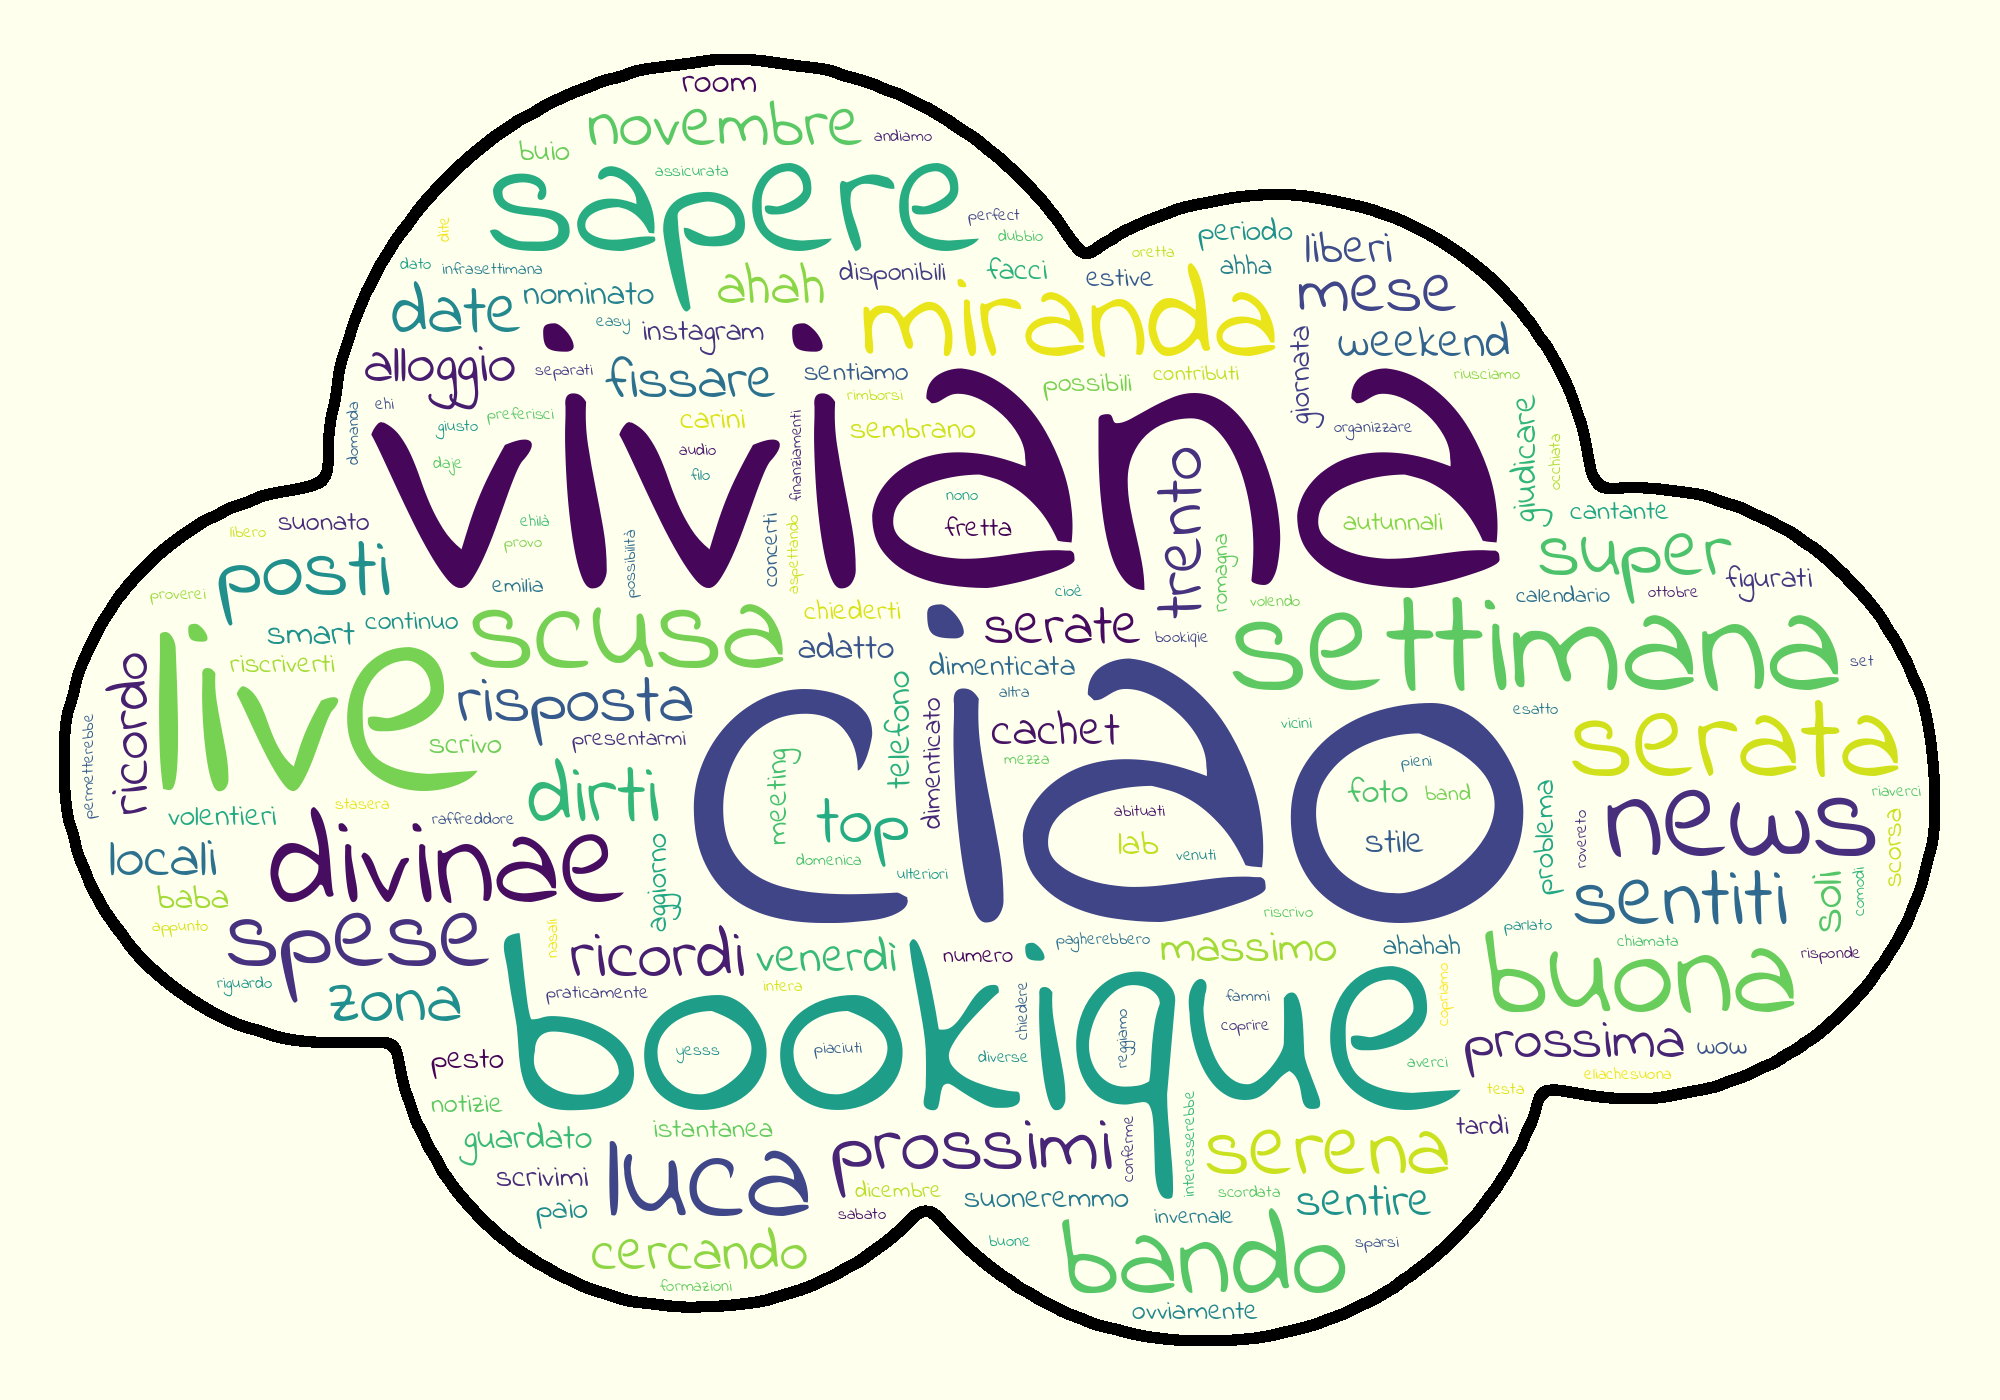 room
novembre
andiamo
buio
assicurata
sapere
perfect
dite
dubbio
oretta
periodo
liberi
dato
infrasettimana
ahah
disponibili
facci
estive
ahha
date
nominato
miranda
mese
easy
instagram
weekend
giornata
alloggio
separati
fissare
sentiamo
possibili
contributi
riusciamo
domanda
ehi
preferisci
carini
finanziamenti
rimborsi
sembrano
organizzare
giudicare
occhiata
giusto
daje
audio
filo
viviana
trento
nono
fretta
autunnali
libero
suonato
ehilà
provo
possibilità
concerti
aspettando
romagna
cantante
posti
emilia
super
figurati
proverei
smart
continuo
scusa
chiederti
cioè
volendo
calendario
ottobre
adatto
serate
bookiqie
settimana
set
riscriverti
dimenticata
ricordo
live
risposta
telefono
altra
esatto
permetterebbe
scrivo
presentarmi
dimenticato
cachet
vicini
serata
mezza
ciao
meeting
pieni
foto
band
stile
abituati
lab
venuti
dirti
top
domenica
ulteriori
volentieri
stasera
raffreddore
aggiorno
problema
rovereto
news
riaverci
scorsa
locali
divinae
baba
appunto
sentiti
soli
comodi
riscrivo
parlato
spese
nasali
ricordi
venerdì
numero
pagherebbero
massimo
ahahah
chiamata
risponde
riguardo
zona
praticamente
intera
bookique
chiedere
fammi
coprire
copriamo
buona
yesss
piaciuti
diverse
reggiamo
averci
prossima
wow
pesto
eliachesuona
testa
notizie
guardato
istantanea
prossimi
conferme
interesserebbe
serena
tardi
scrivimi
luca
dicembre
suoneremmo
scordata
sentire
paio
sabato
invernale
cercando
buone
bando
sparsi
formazioni
ovviamente